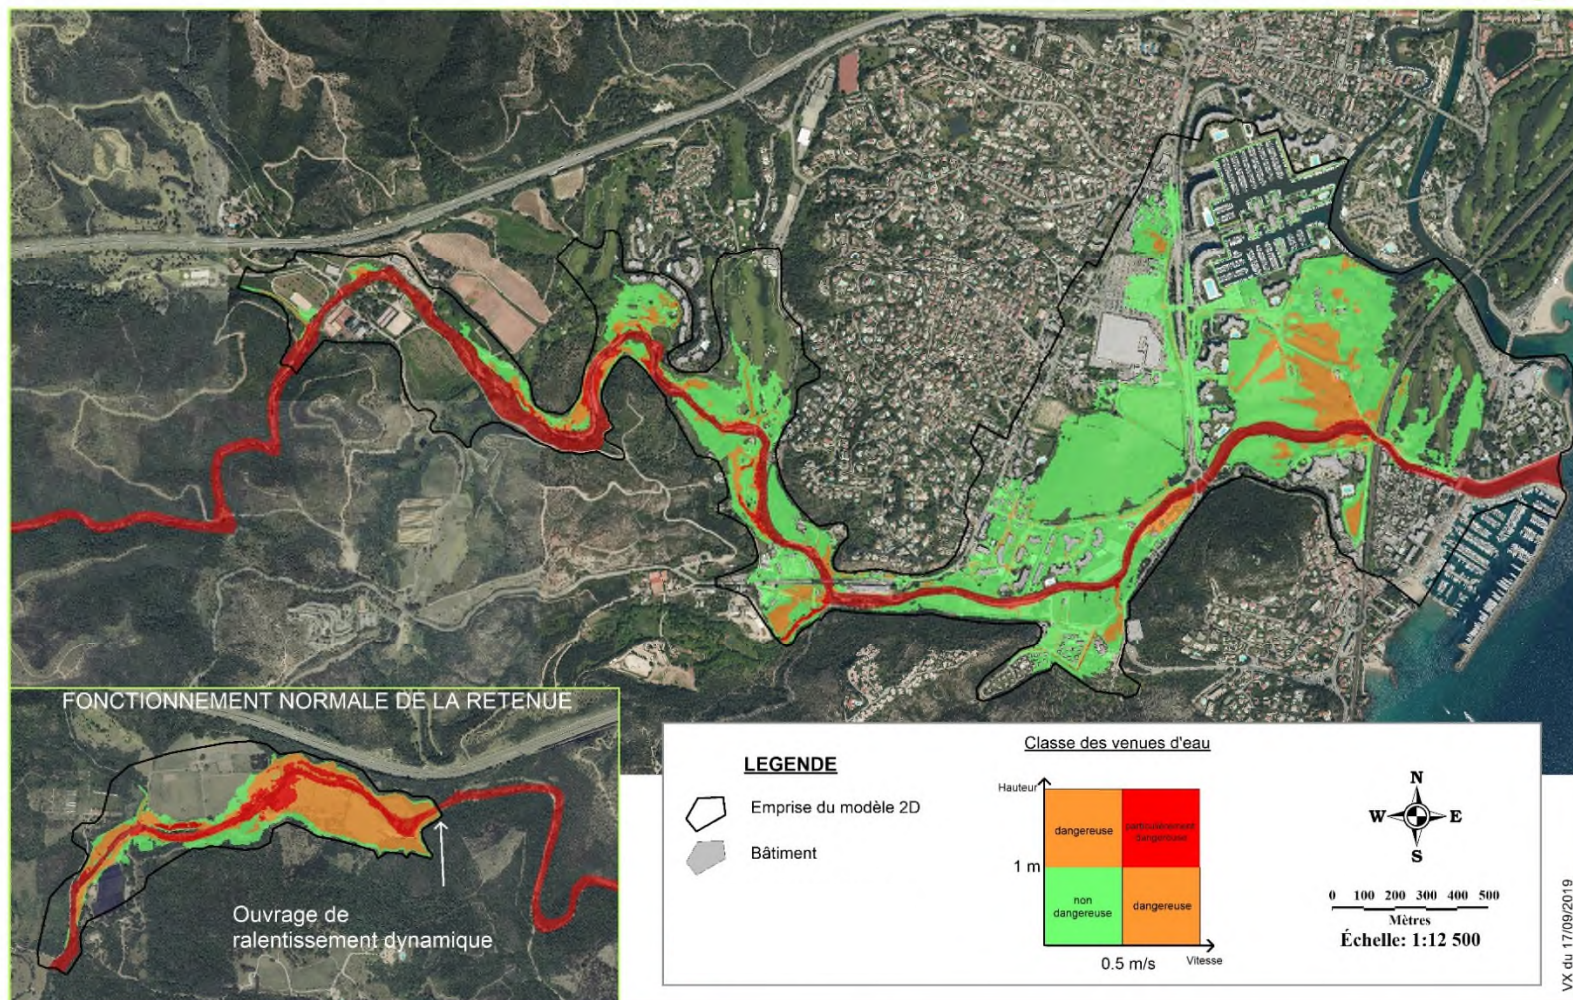 FONCTIONNEMENT NORMALE DE LA RETENUE
Ouvrage de
ralentissement dynamique
LEGENDE
Emprise du modèle 2D
Bâtiment
Classe des venues d'eau
Hauteur
dangereuse
particulièrement
dangereuse
1 m
non
dangereuse
dangereuse
0.5 m/s
Vitesse
N
W
E
S
0 100 200 300 400 500
Mètres
Échelle: 1:12 500
VX du 17/09/2019